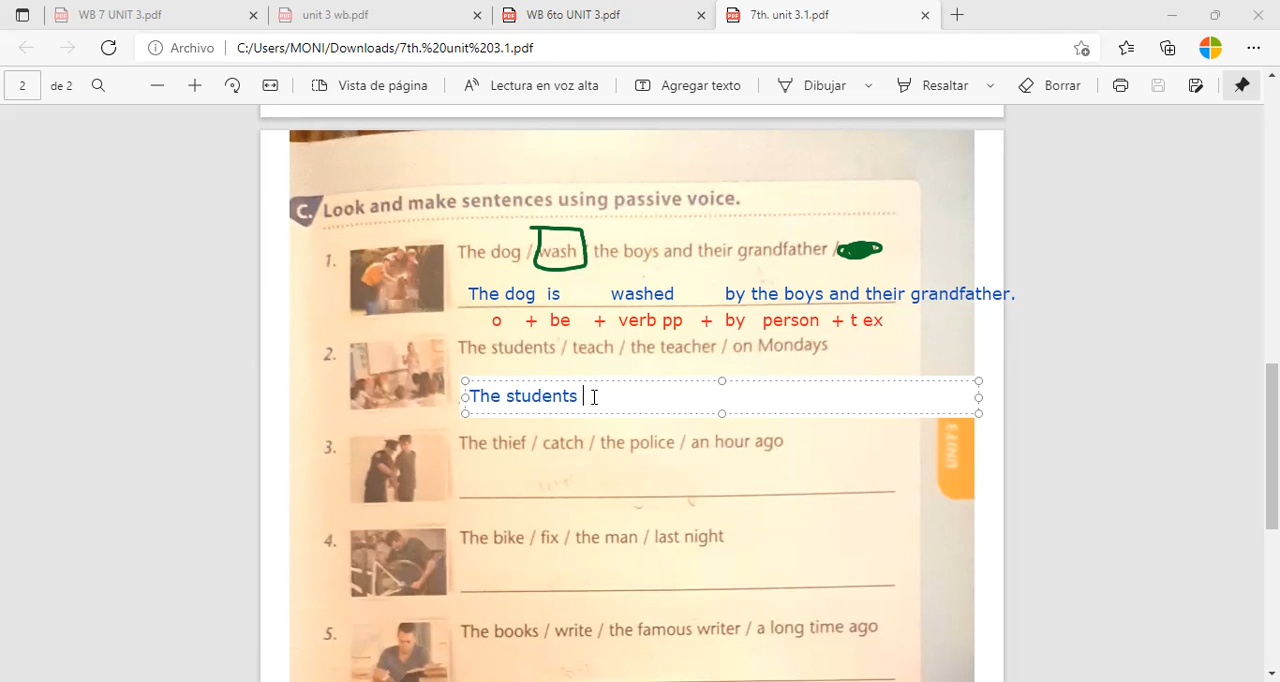 WB 7 UNIT 3.pdf
unit 3 wb.pdf
WB 6to UNIT 3.pdf
7th. unit 3.1.pdf
Archivo
C:/Users/MONI/Downloads/7th.%20unit%203.1.pdf
2 de 2
Vista de página
Lectura en voz alta
Agregar texto
Dibujar
Resaltar
Borrar
C. Look and make sentences using passive voice.
1. The dog / wash / the boys and their grandfather /
The dog is washed by the boys and their grandfather.
o + be + verb pp + by person + t ex
2. The students / teach / the teacher / on Mondays
The students
UNIT 3
3. The thief / catch / the police / an hour ago
4. The bike / fix / the man / last night
5. The books / write / the famous writer / a long time ago